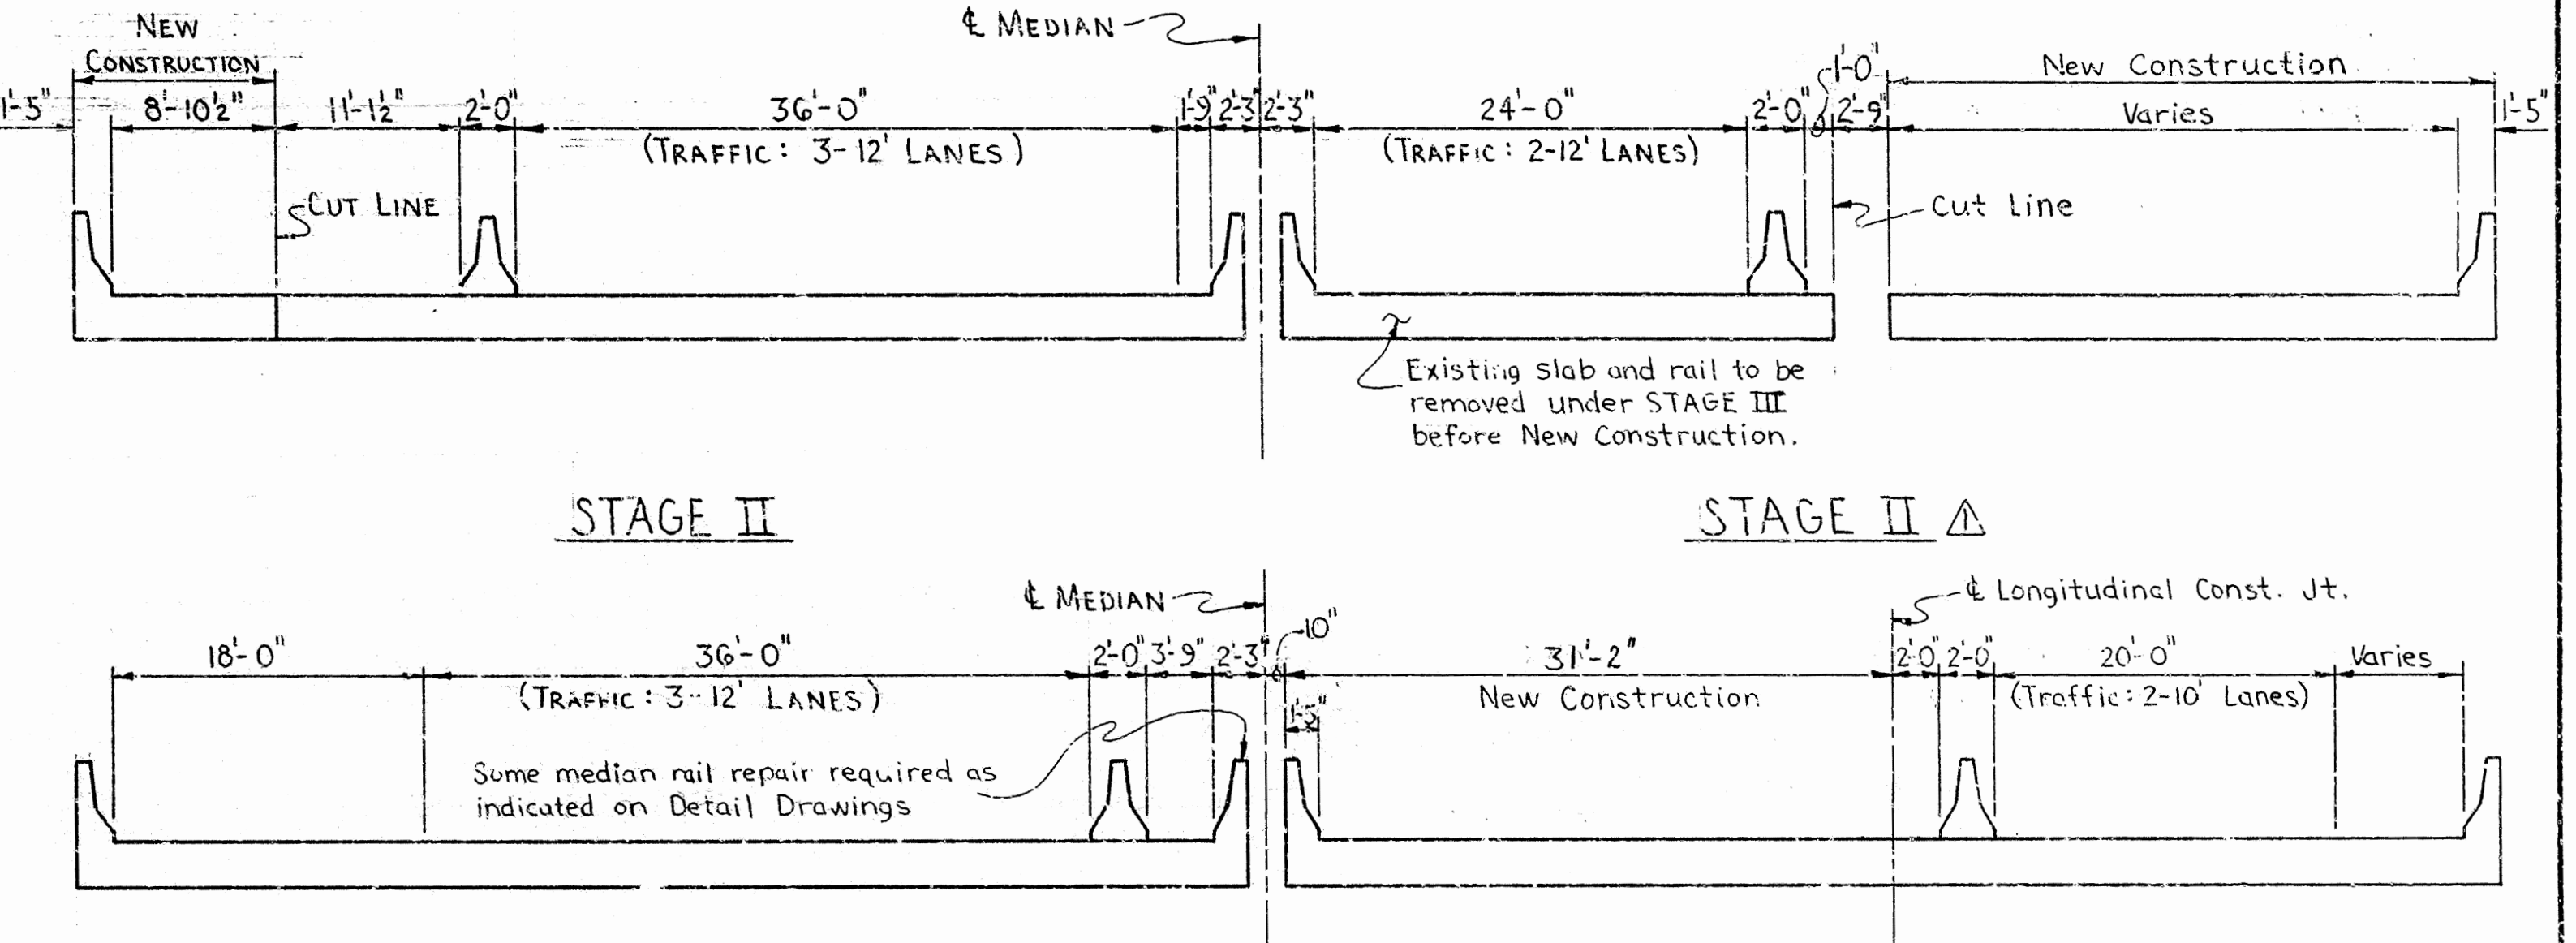 NEW
CONSTRUCTION
℄ MEDIAN
1'-0"
New Construction
1'-5" 8'-10½" 11'-1½" 2'-0" 36'-0" 1'-9" 2'-3" 2'-3" 24'-0" 2'-0" 2'-9" Varies 1'-5"
(TRAFFIC: 3-12' LANES) (TRAFFIC: 2-12' LANES)
CUT LINE
Cut Line
Existing slab and rail to be
removed under STAGE III
before New Construction.
STAGE II
STAGE II 1
℄ MEDIAN
℄ Longitudinal Const. Jt.
10"
18'-0" 36'-0" 2'-0" 3'-9" 2'-3" 31'-2" 2'-0 2'-0 20'-0" Varies
(TRAFFIC: 3-12' LANES) New Construction (Traffic: 2-10' Lanes)
1'-5"
Some median rail repair required as
indicated on Detail Drawings